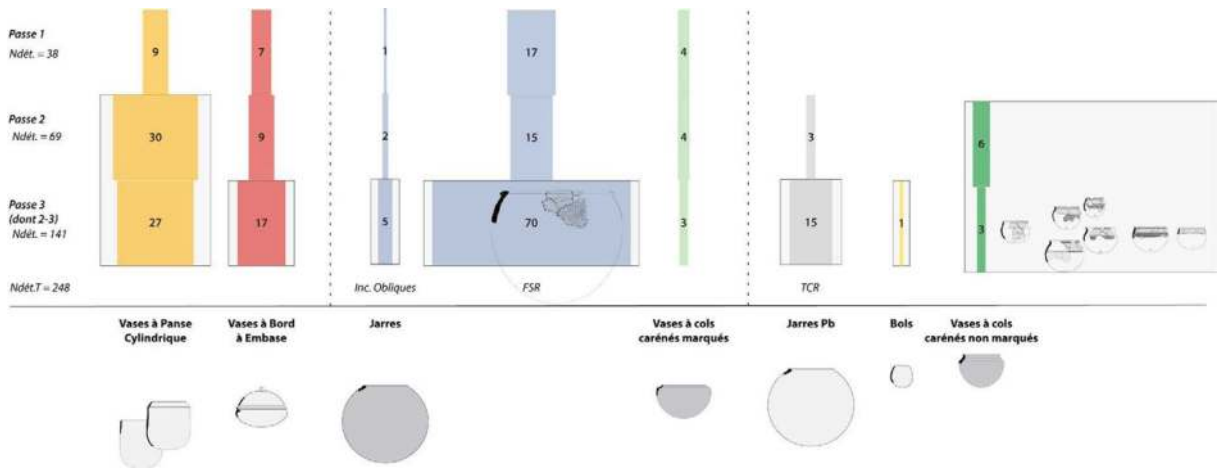 Passe 1
Ndét. = 38
9
7
1
17
4
Passe 2
Ndét. = 69
30
9
2
15
4
3
6
Passe 3
(dont 2-3)
Ndét. = 141
27
17
5
70
3
15
1
3
Ndét.T = 248
Inc. Obliques
FSR
TCR
Vases à Panse
Cylindrique
Vases à Bord
à Embase
Jarres
Vases à cols
carénés marqués
Jarres Pb
Bols
Vases à cols
carénés non marqués